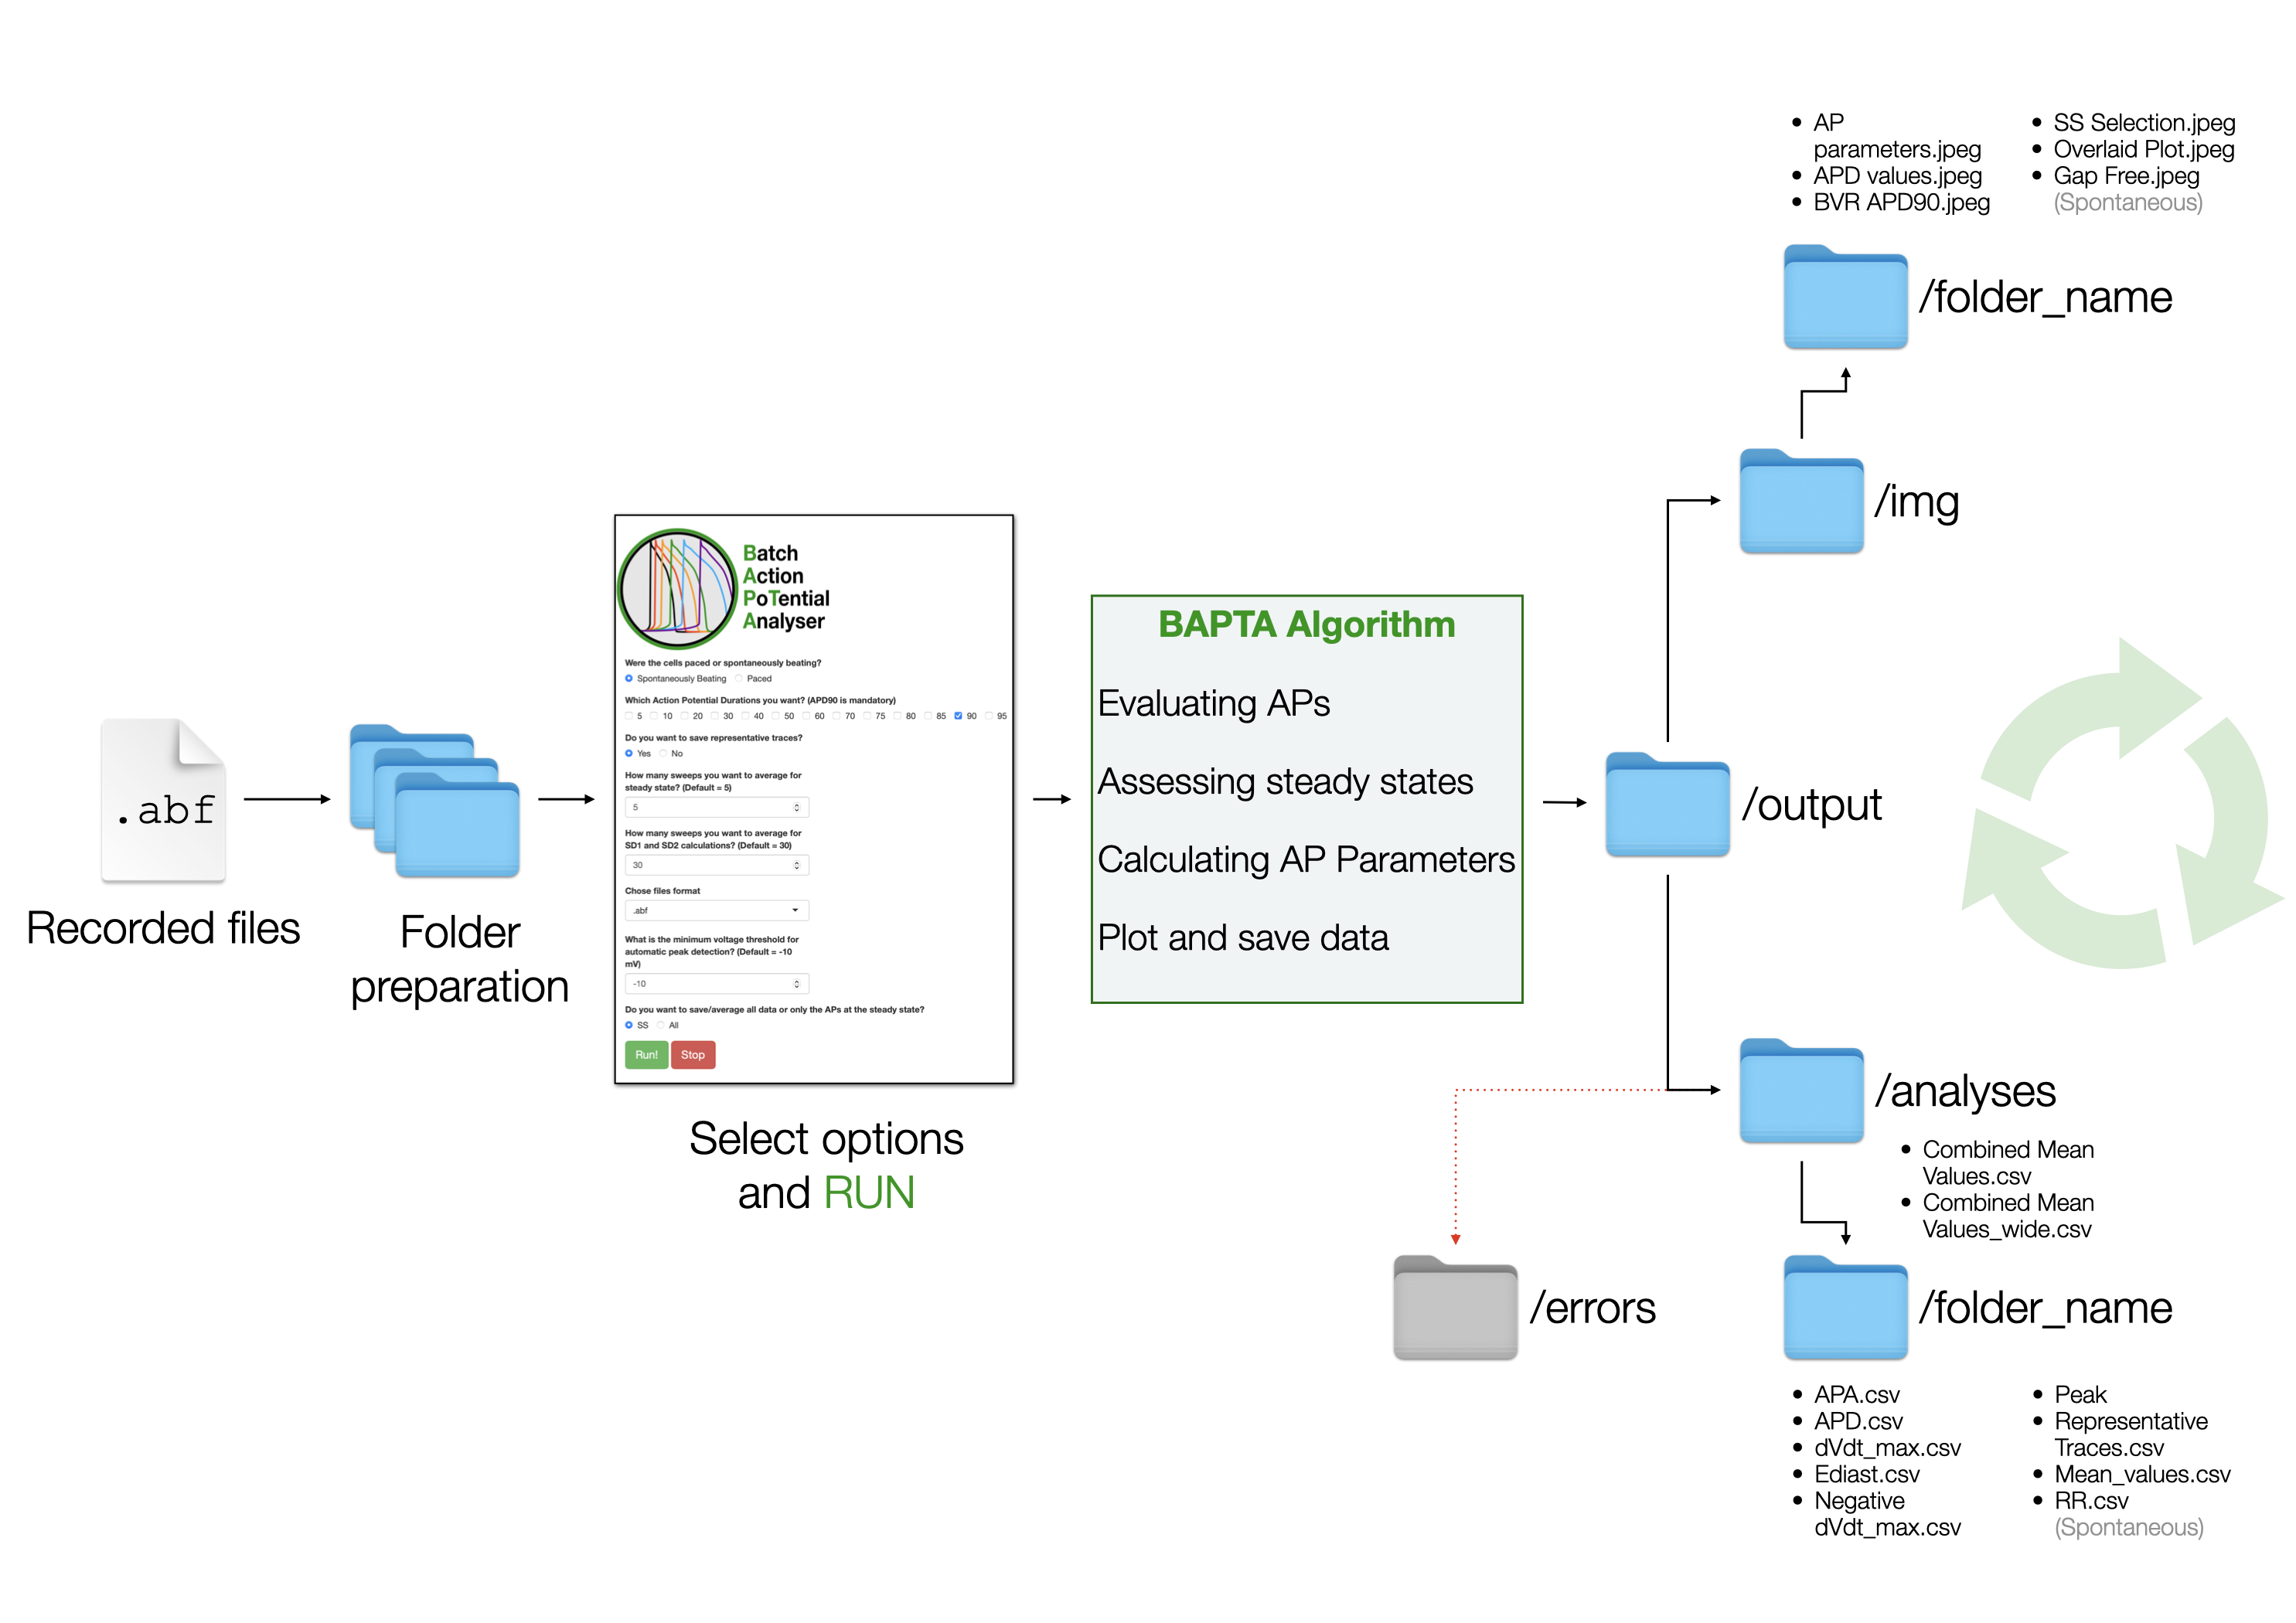 .abf
Recorded files
Folder
preparation
Batch
Action
PoTential
Analyser
Were the cells paced or spontaneously beating?
Spontaneously Beating Paced
Which Action Potential Durations you want? (APD90 is mandatory)
5 10 20 30 40 50 60 70 75 80 85 90 95
Do you want to save representative traces?
Yes No
How many sweeps you want to average for
steady state? (Default = 5)
5
How many sweeps you want to average for
SD1 and SD2 calculations? (Default = 30)
30
Chose files format
.abf
What is the minimum voltage threshold for
automatic peak detection? (Default = -10
mV)
-10
Do you want to save/average all data or only the APs at the steady state?
SS All
Run! Stop
Select options
and RUN
BAPTA Algorithm
Evaluating APs
Assessing steady states
Calculating AP Parameters
Plot and save data
/output
• AP
parameters.jpeg
• APD values.jpeg
• BVR APD90.jpeg
• SS Selection.jpeg
• Overlaid Plot.jpeg
• Gap Free.jpeg
(Spontaneous)
/folder_name
/img
/analyses
• Combined Mean
Values.csv
• Combined Mean
Values_wide.csv
/errors
/folder_name
• APA.csv
• APD.csv
• dVdt_max.csv
• Ediast.csv
• Negative
dVdt_max.csv
• Peak
• Representative
Traces.csv
• Mean_values.csv
• RR.csv
(Spontaneous)